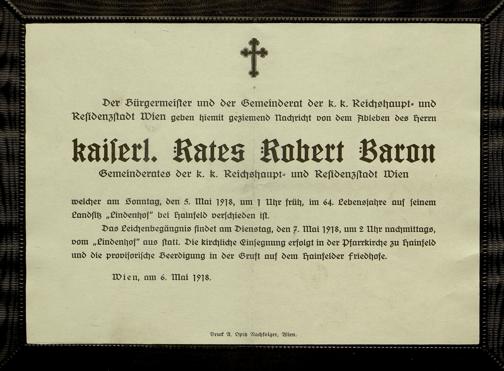 Der Bürgermeister und der Gemeinderat der k. k. Reichshaupt- und
Residenzstadt Wien geben hiemit geziemend Nachricht von dem Ableben des Herrn
kaiserl. Rates Robert Baron
Gemeinderates der k. k. Reichshaupt- und Residenzstadt Wien
welcher am Sonntag, den 5. Mai 1918, um 1 Uhr früh, im 64. Lebensjahre auf seinem
Landsitz „Lindenhof" bei Hainfeld verschieden ist.
Das Leichenbegängnis findet am Dienstag, den 7. Mai 1918, um 2 Uhr nachmittags,
vom „Lindenhof" aus statt. Die kirchliche Einsegnung erfolgt in der Pfarrkirche zu Hainfeld
und die provisorische Beerdigung in der Gruft auf dem Hainfelder Friedhofe.
Wien, am 6. Mai 1918.
Druck A. Opitz Nachfolger, Wien.